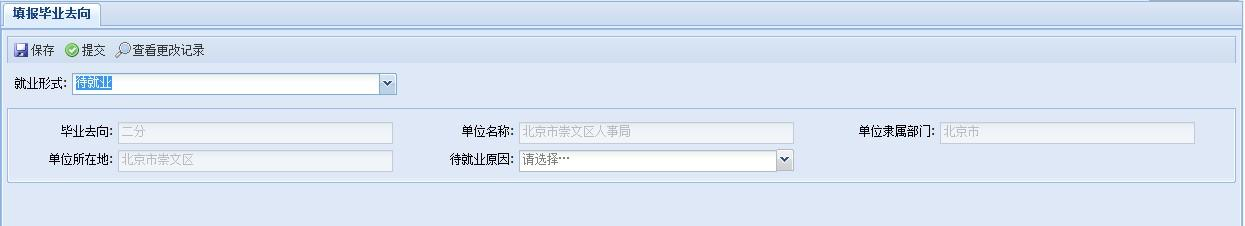 填报毕业去向
保存 提交 查看更改记录
就业形式: 待就业
毕业去向: 二分 单位名称: 北京市崇文区人事局 单位隶属部门: 北京市
单位所在地: 北京市崇文区 待就业原因: 请选择…